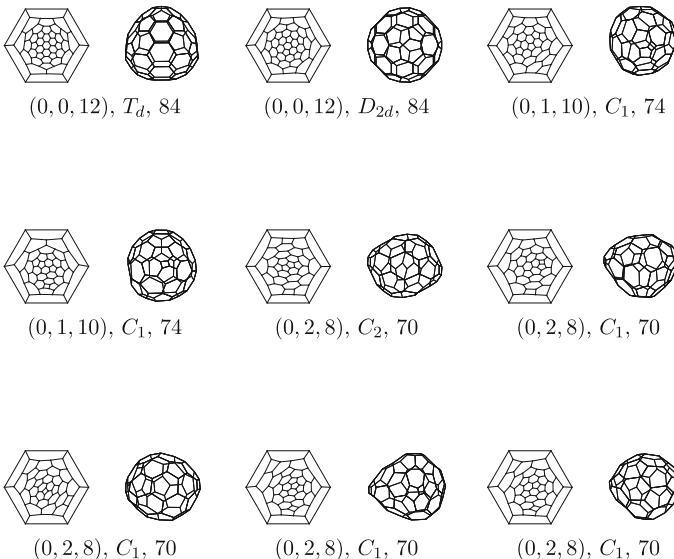 (0, 0, 12), T_d, 84
(0, 0, 12), D_{2d}, 84
(0, 1, 10), C_1, 74
(0, 1, 10), C_1, 74
(0, 2, 8), C_2, 70
(0, 2, 8), C_1, 70
(0, 2, 8), C_1, 70
(0, 2, 8), C_1, 70
(0, 2, 8), C_1, 70